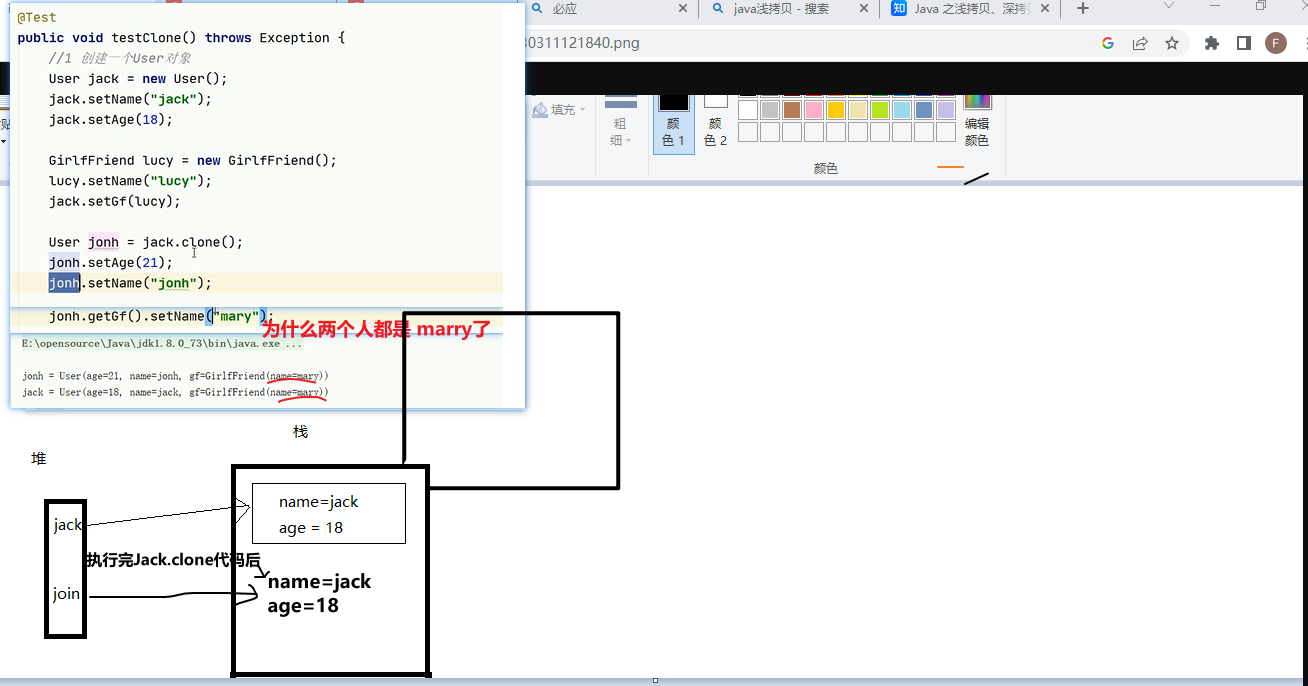 @Test
public void testClone() throws Exception {
//1 创建一个User对象
User jack = new User();
jack.setName("jack");
jack.setAge(18);
GirlfFriend lucy = new GirlfFriend();
lucy.setName("lucy");
jack.setGf(lucy);
User jonh = jack.clone();
jonh.setAge(21);
jonh.setName("jonh");
jonh.getGf().setName("mary");
为什么两个人都是 marry了
E:\opensource\Java\jdk1.8.0_73\bin\java.exe ...
jonh = User(age=21, name=jonh, gf=GirlfFriend(name=mary))
jack = User(age=18, name=jack, gf=GirlfFriend(name=mary))
必应
java浅拷贝 - 搜索
知 Java 之浅拷贝、深拷
30311121840.png
F
填充
粗
细
颜
色 1
颜
色 2
编辑
颜色
颜色
栈
堆
jack
name=jack
age = 18
执行完Jack.clone代码后
join
name=jack
age=18